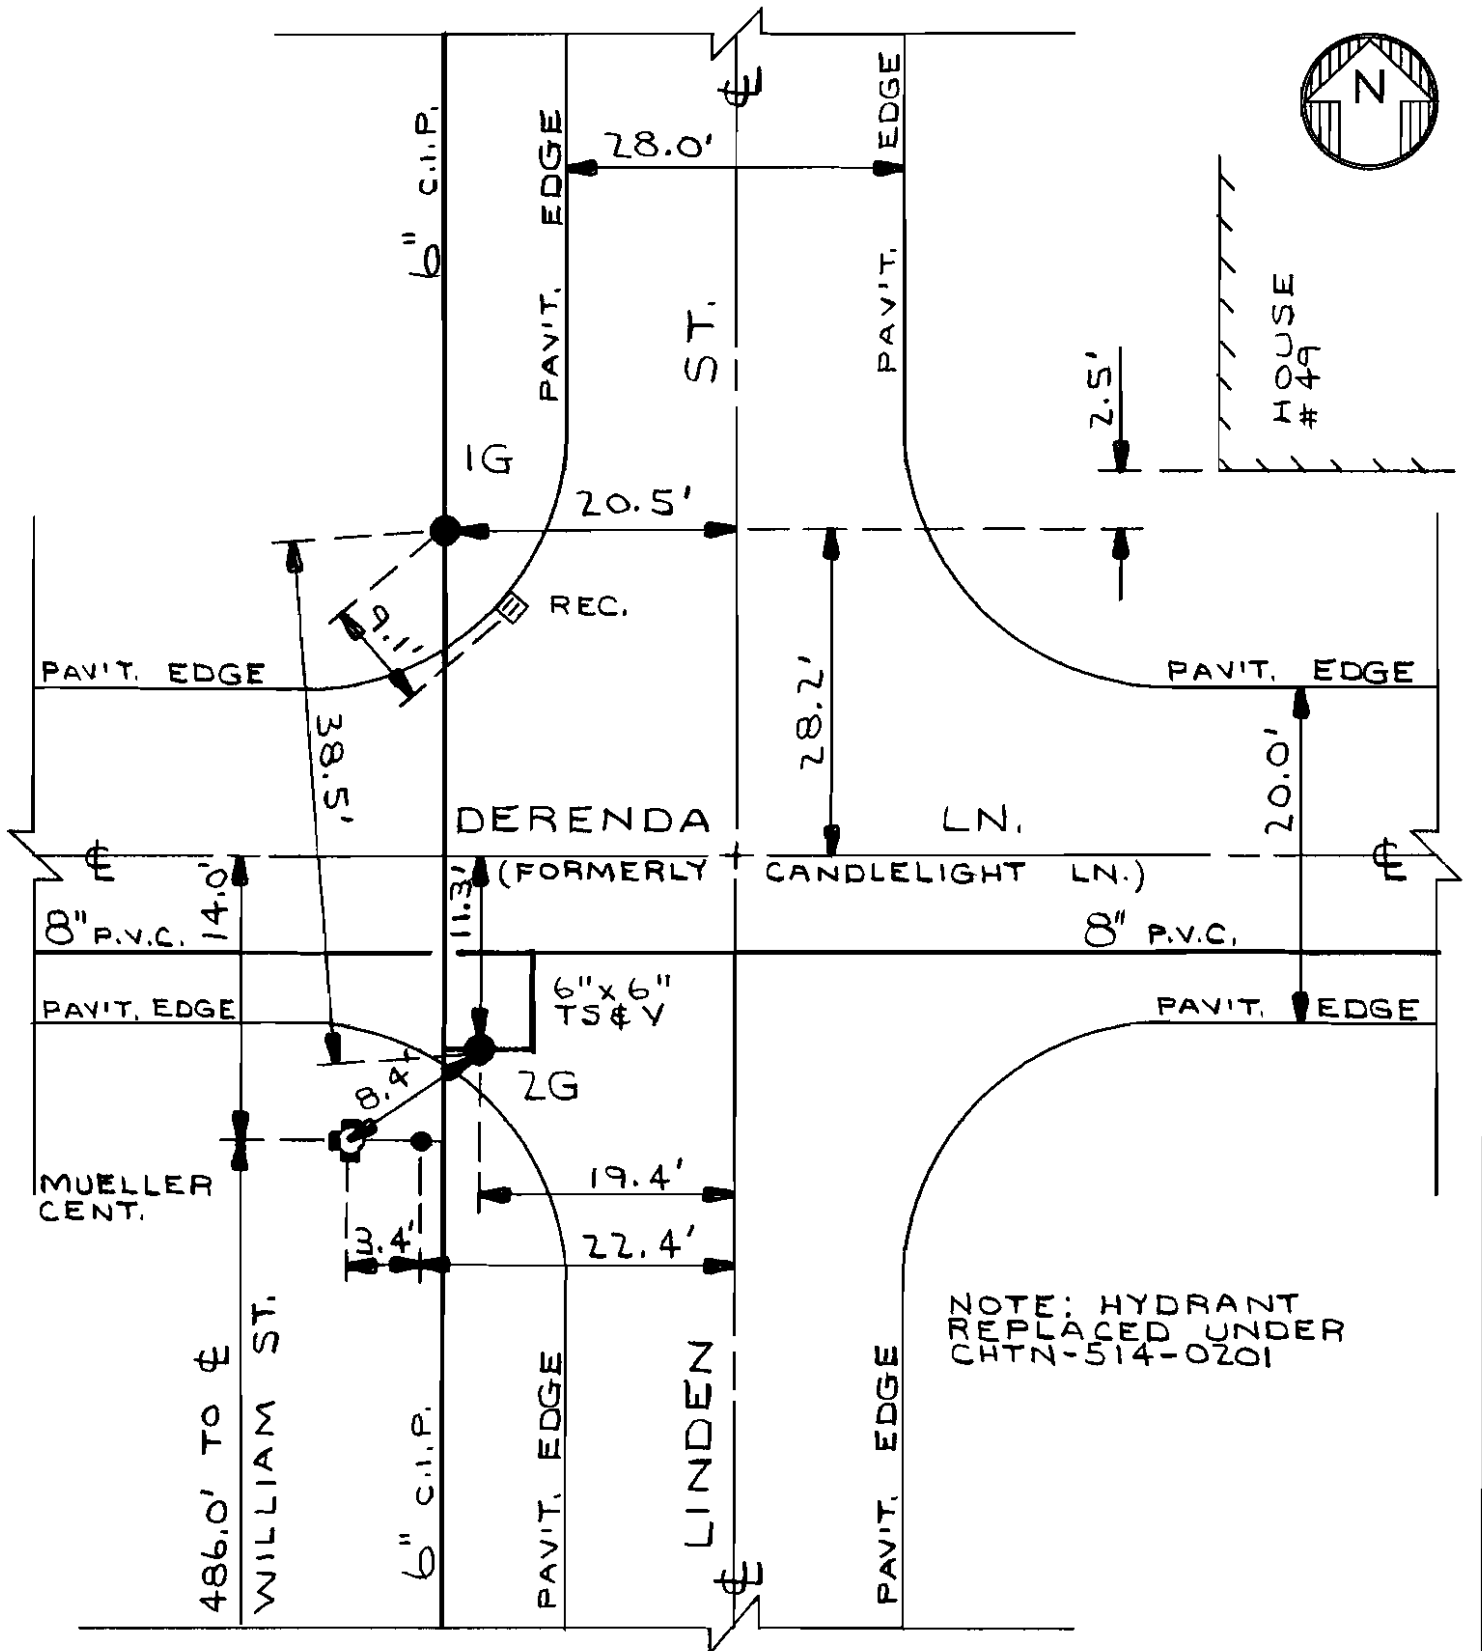 N
6" C.I.P.
PAV'T. EDGE
28.0'
℄
PAV'T. EDGE
ST.
HOUSE
#49
2.5'
1G
20.5'
9.1'
REC.
PAV'T. EDGE
PAV'T. EDGE
38.5'
28.2'
20.0'
DERENDA LN.
(FORMERLY CANDLELIGHT LN.)
℄
℄
14.0'
11.3'
8" P.V.C.
8" P.V.C.
6" x 6"
TS & V
PAV'T. EDGE
PAV'T. EDGE
8.4'
2G
MUELLER
CENT.
19.4'
3.4'
22.4'
NOTE: HYDRANT
REPLACED UNDER
CHTN-514-0201
486.0' TO ℄
WILLIAM ST.
6" C.I.P.
PAV'T. EDGE
LINDEN
℄
PAV'T. EDGE